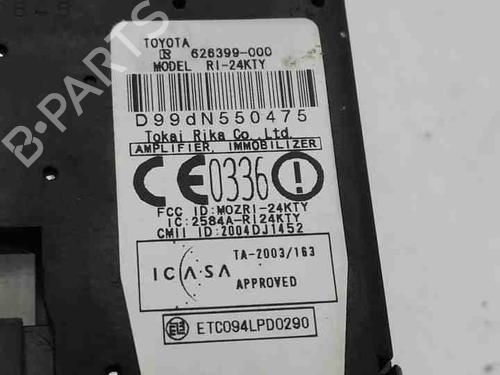 TOYOTA
R 626399-000
MODEL RI-24KTY
D99dN550475
Tokai Rika Co. Ltd.
AMPLIFIER, IMMOBILIZER
CE0336!
FCC ID:MOZRI-24KTY
IC:2584A-RI24KTY
CMII ID:2004DJ1452
TA-2003/163
ICASA
APPROVED
ETC094LPD0290
B-PARTS